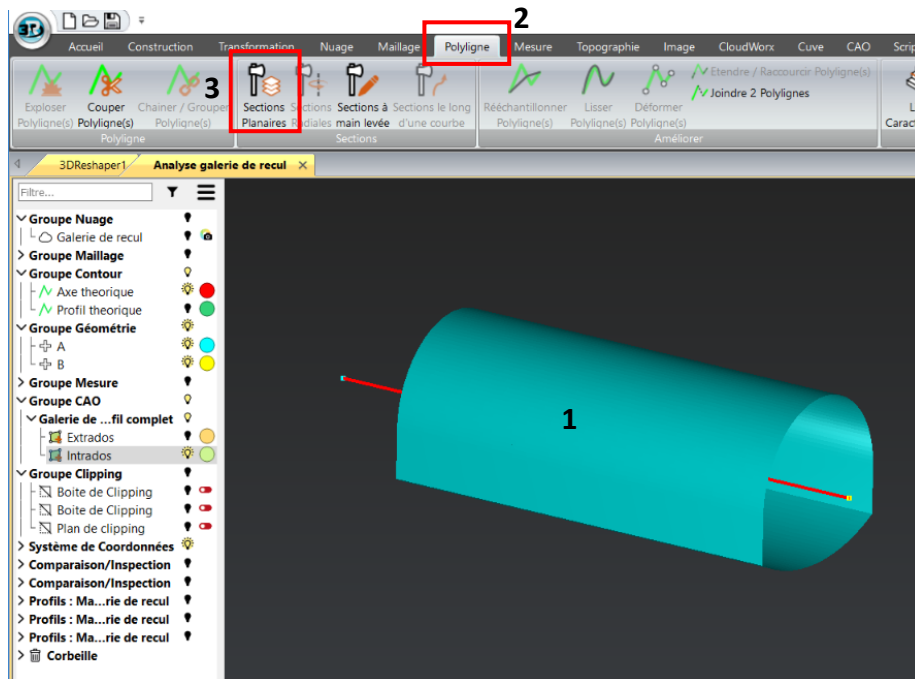 2
3D
Accueil Construction Transformation Nuage Maillage Polyligne Mesure Topographie Image CloudWorx Cuve CAO Scrip
3
Exploser Polyligne(s)
Couper Polyligne(s)
Chainer / Grouper Polyligne(s)
Sections Planaires
Sections Radiales
Sections à main levée
Sections le long d'une courbe
Rééchantillonner Polyligne(s)
Lisser Polyligne(s)
Déformer Polyligne(s)
Etendre / Raccourcir Polyligne(s)
Joindre 2 Polylignes
L
Caract
Polyligne Sections Améliorer
3DReshaper1 Analyse galerie de recul
Filtre...
Groupe Nuage
Galerie de recul
Groupe Maillage
Groupe Contour
Axe theorique
Profil theorique
Groupe Géométrie
A
B
Groupe Mesure
Groupe CAO
Galerie de ...fil complet
Extrados
Intrados
Groupe Clipping
Boite de Clipping
Boite de Clipping
Plan de clipping
Système de Coordonnées
Comparaison/Inspection
Comparaison/Inspection
Profils : Ma...rie de recul
Profils : Ma...rie de recul
Profils : Ma...rie de recul
Corbeille
1